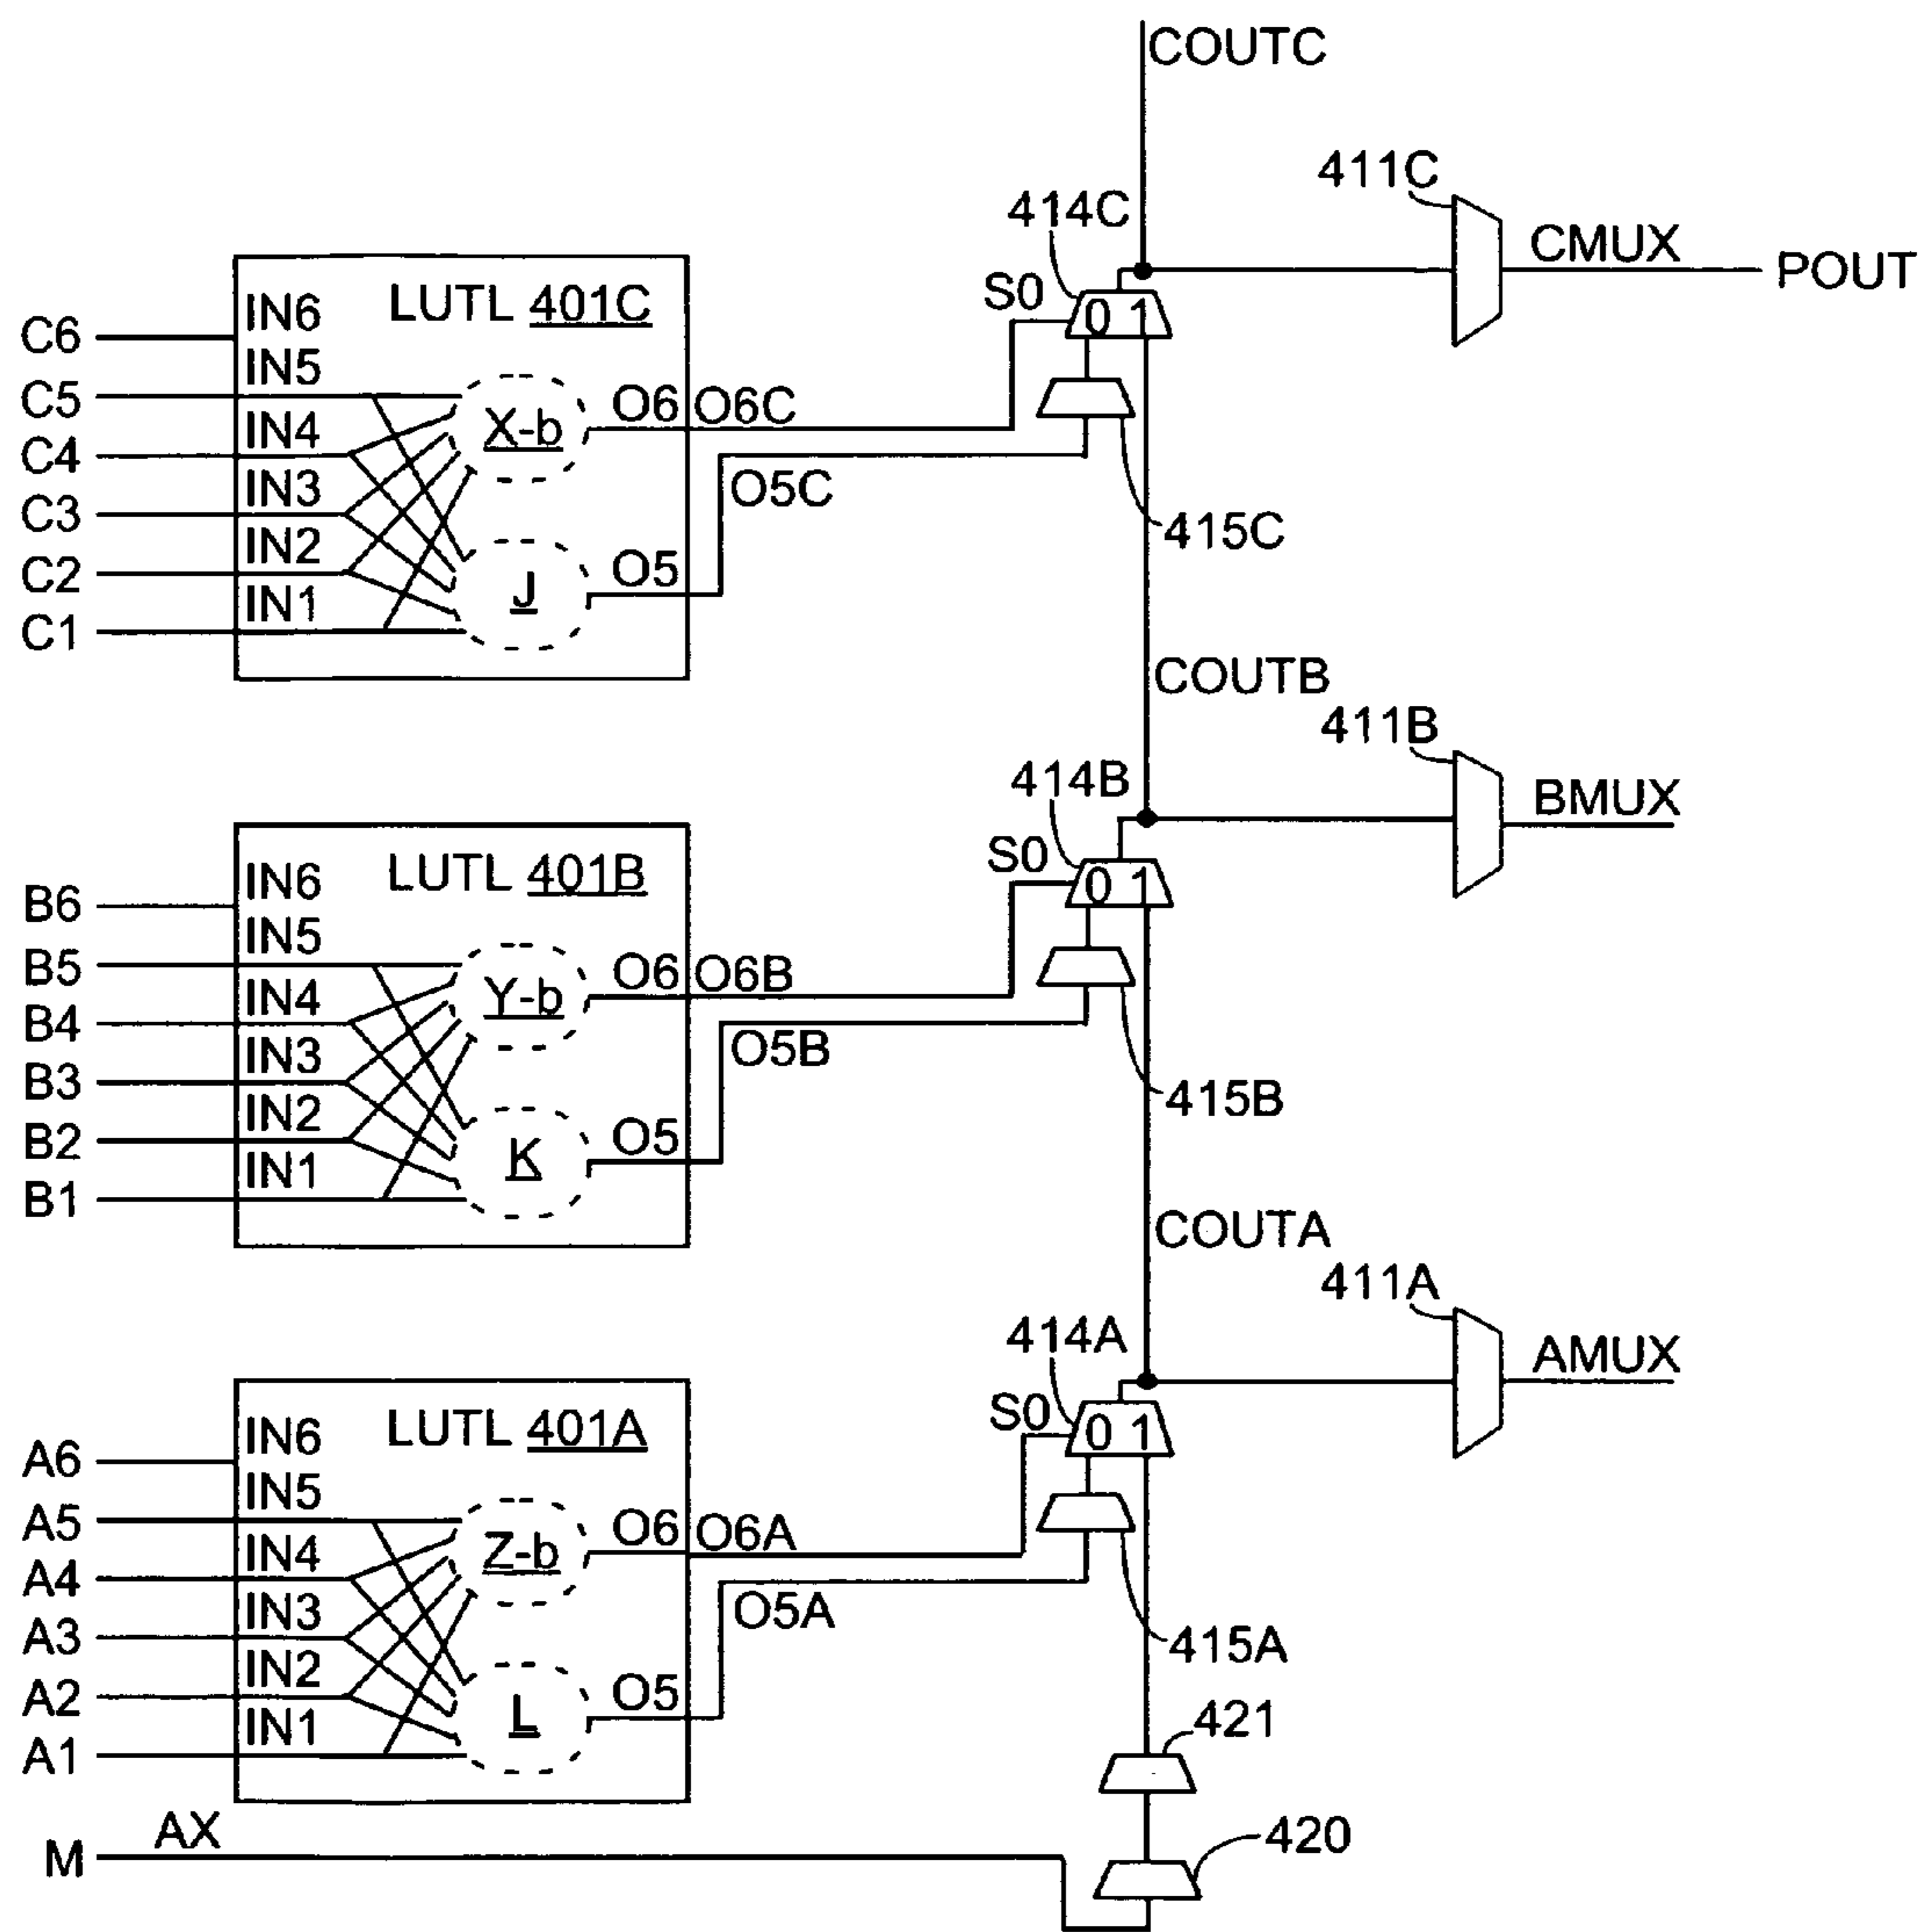 COUTC
411C
414C
CMUX
POUT
S0
0 1
LUTL 401C
IN6
C6
IN5
C5
X-b
O6
O6C
IN4
C4
IN3
O5C
C3
415C
IN2
C2
J
O5
IN1
C1
COUTB
411B
414B
BMUX
S0
0 1
LUTL 401B
IN6
B6
IN5
B5
Y-b
O6
O6B
IN4
B4
IN3
O5B
B3
415B
IN2
B2
K
O5
IN1
B1
COUTA
411A
414A
AMUX
S0
0 1
LUTL 401A
IN6
A6
IN5
A5
Z-b
O6
O6A
IN4
A4
IN3
O5A
A3
415A
IN2
A2
L
O5
IN1
A1
421
AX
M
420